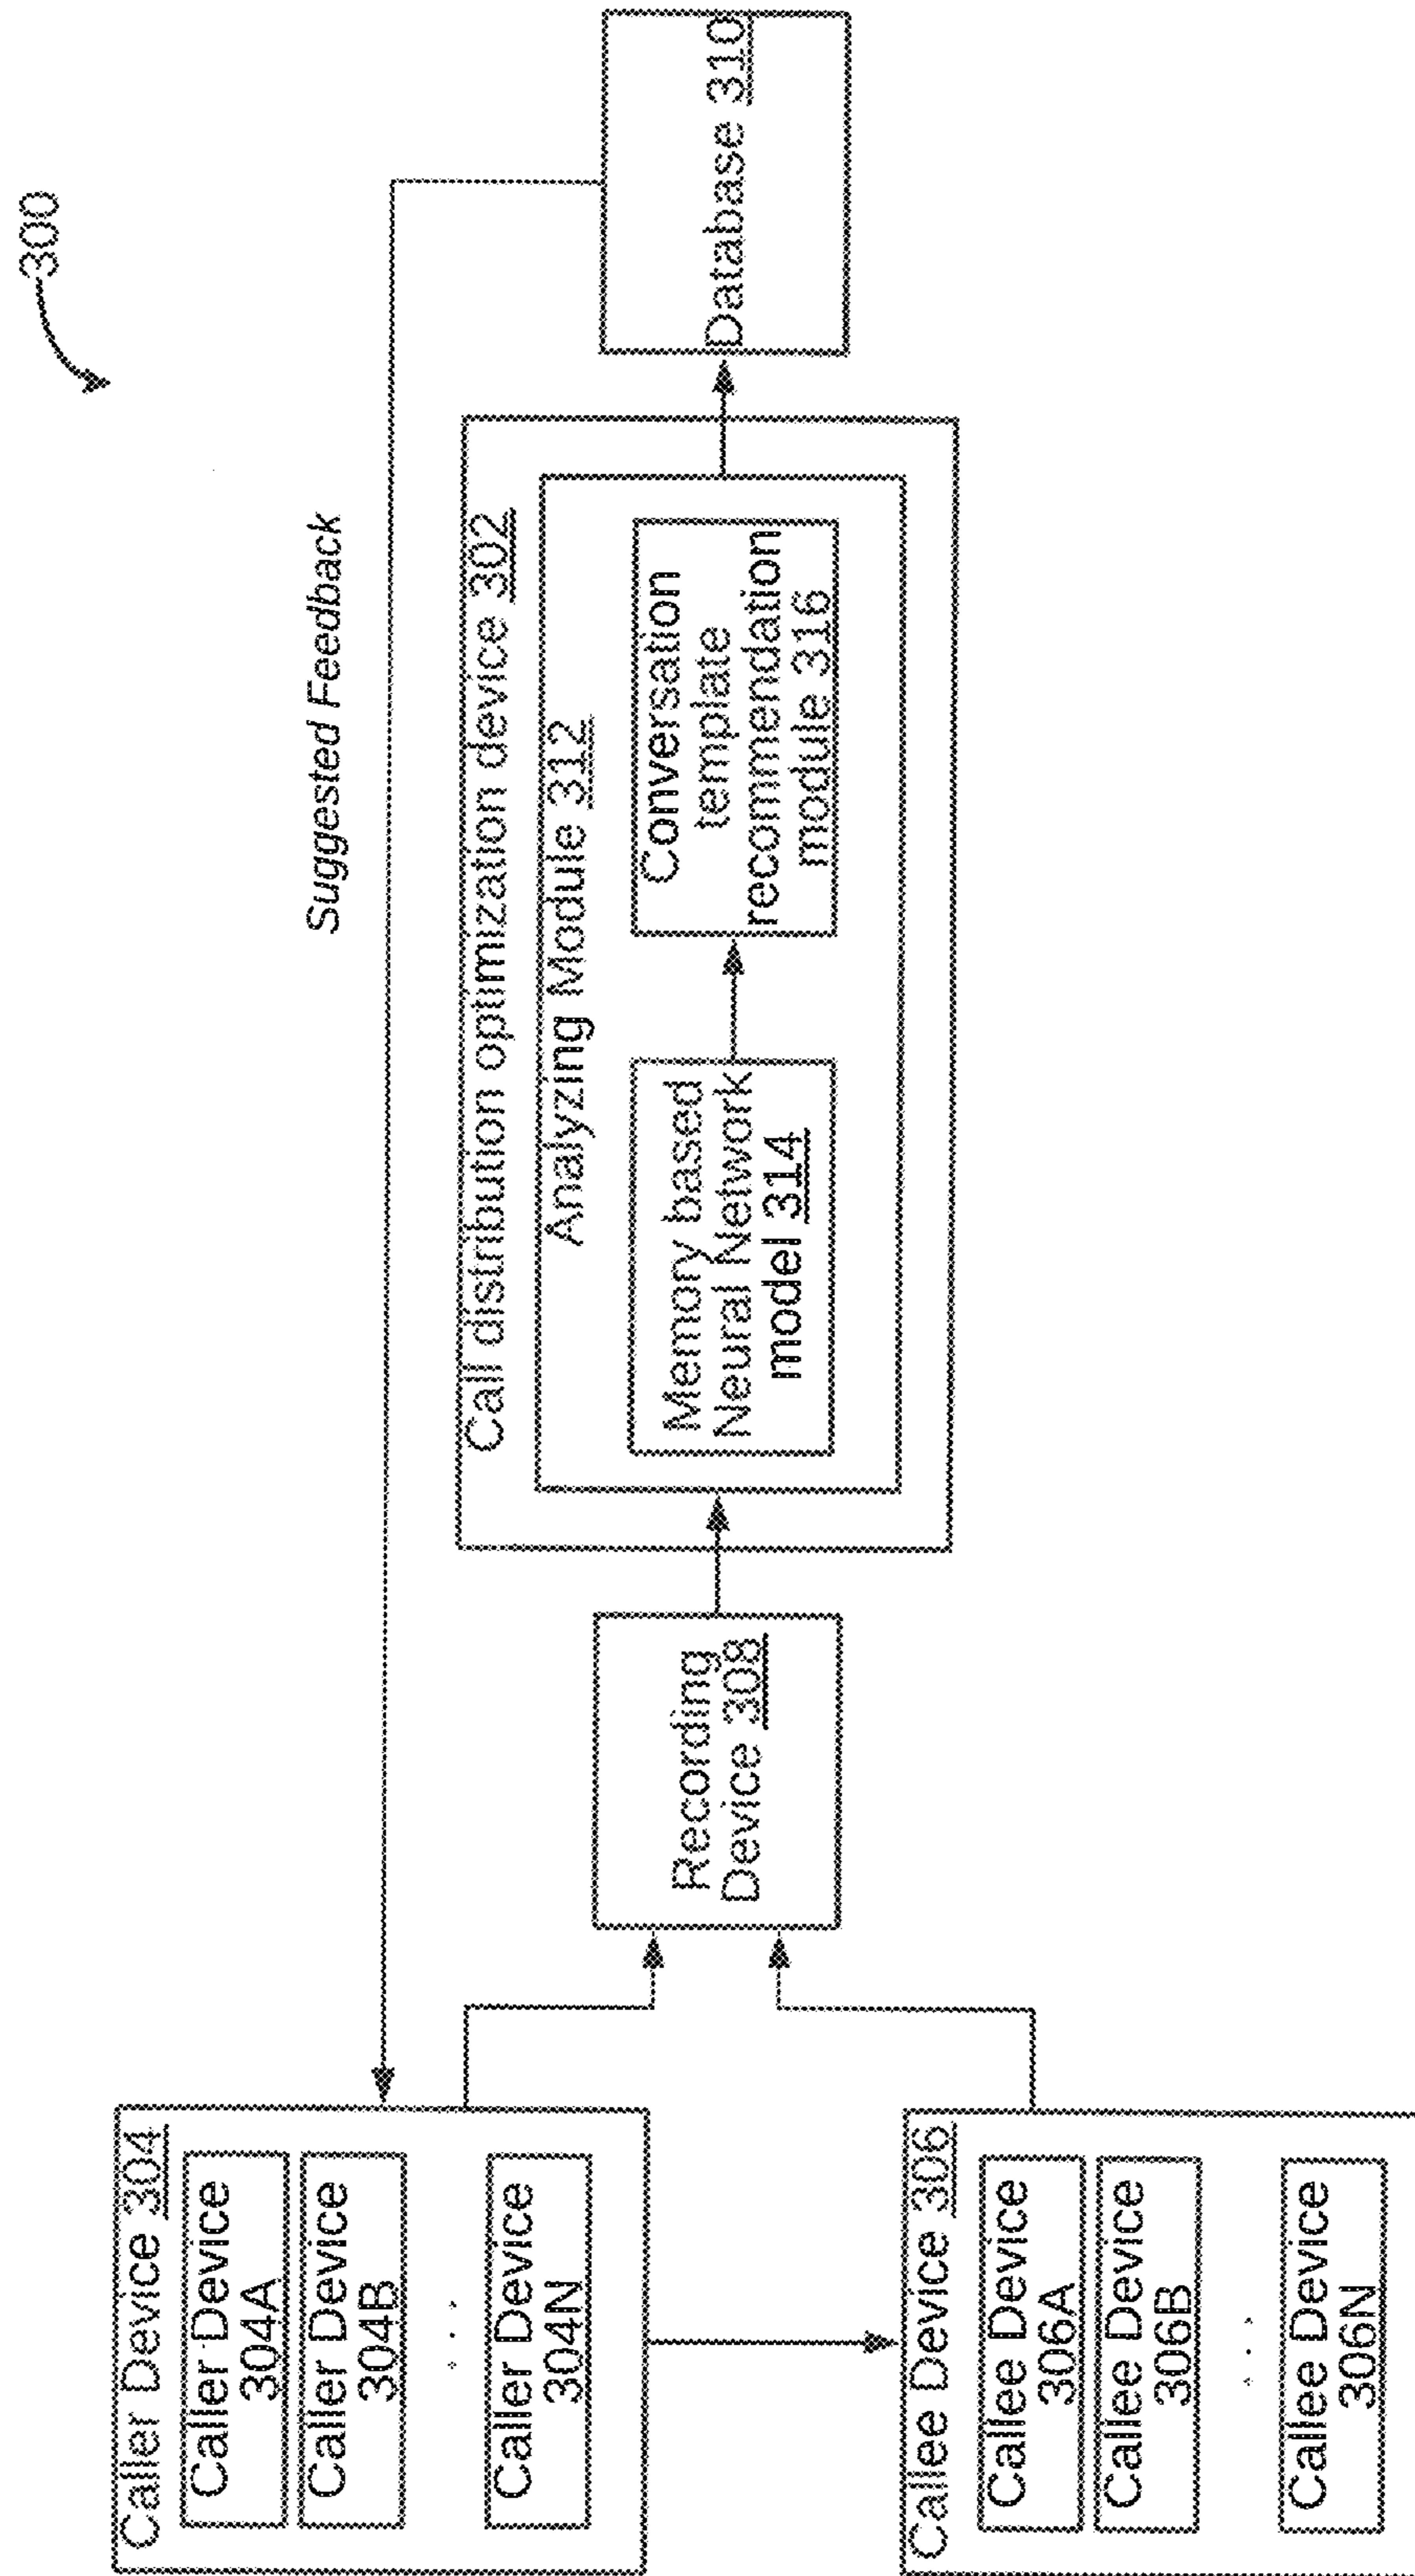 300
Suggested Feedback
Caller Device 304
Caller Device
304A
Caller Device
304B
Caller Device
304N
Callee Device 306
Callee Device
306A
Callee Device
306B
Callee Device
306N
Recording
Device 308
Call distribution optimization device 302
Analyzing Module 312
Memory based
Neural Network
model 314
Conversation
template
recommendation
module 316
Database 310